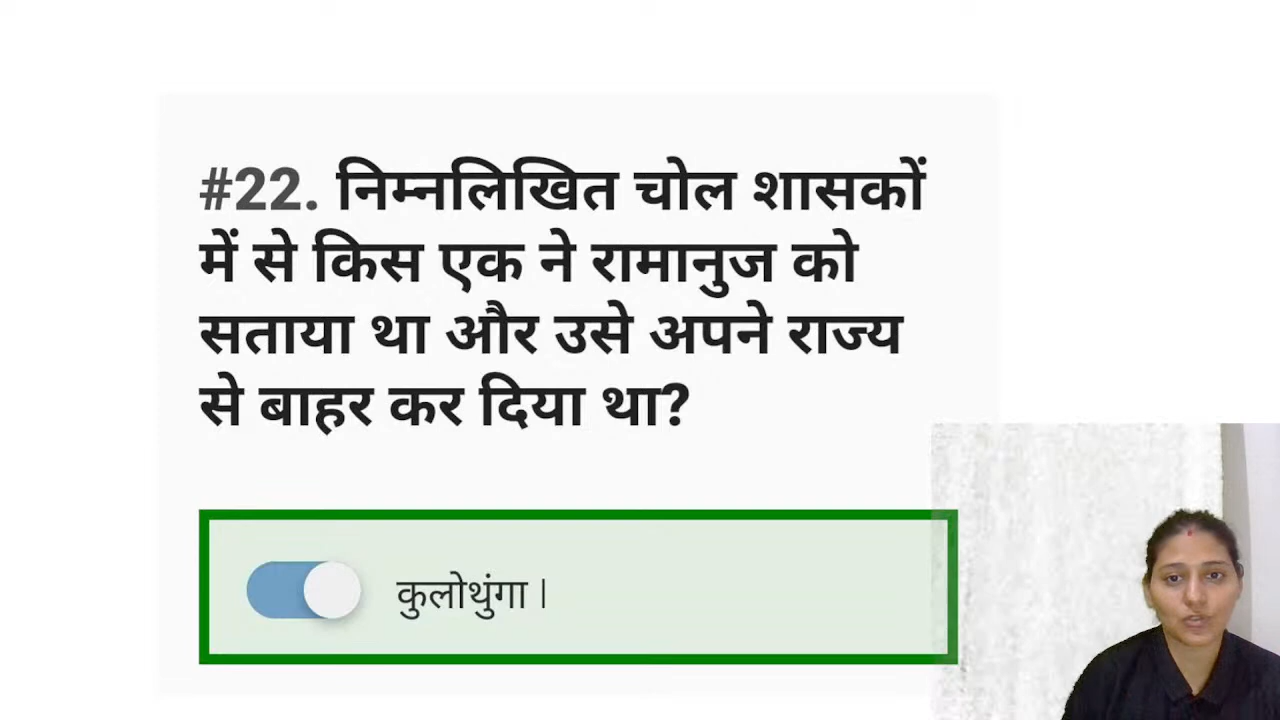 #22. निम्नलिखित चोल शासकों
में से किस एक ने रामानुज को
सताया था और उसे अपने राज्य
से बाहर कर दिया था?
कुलोथुंगा I